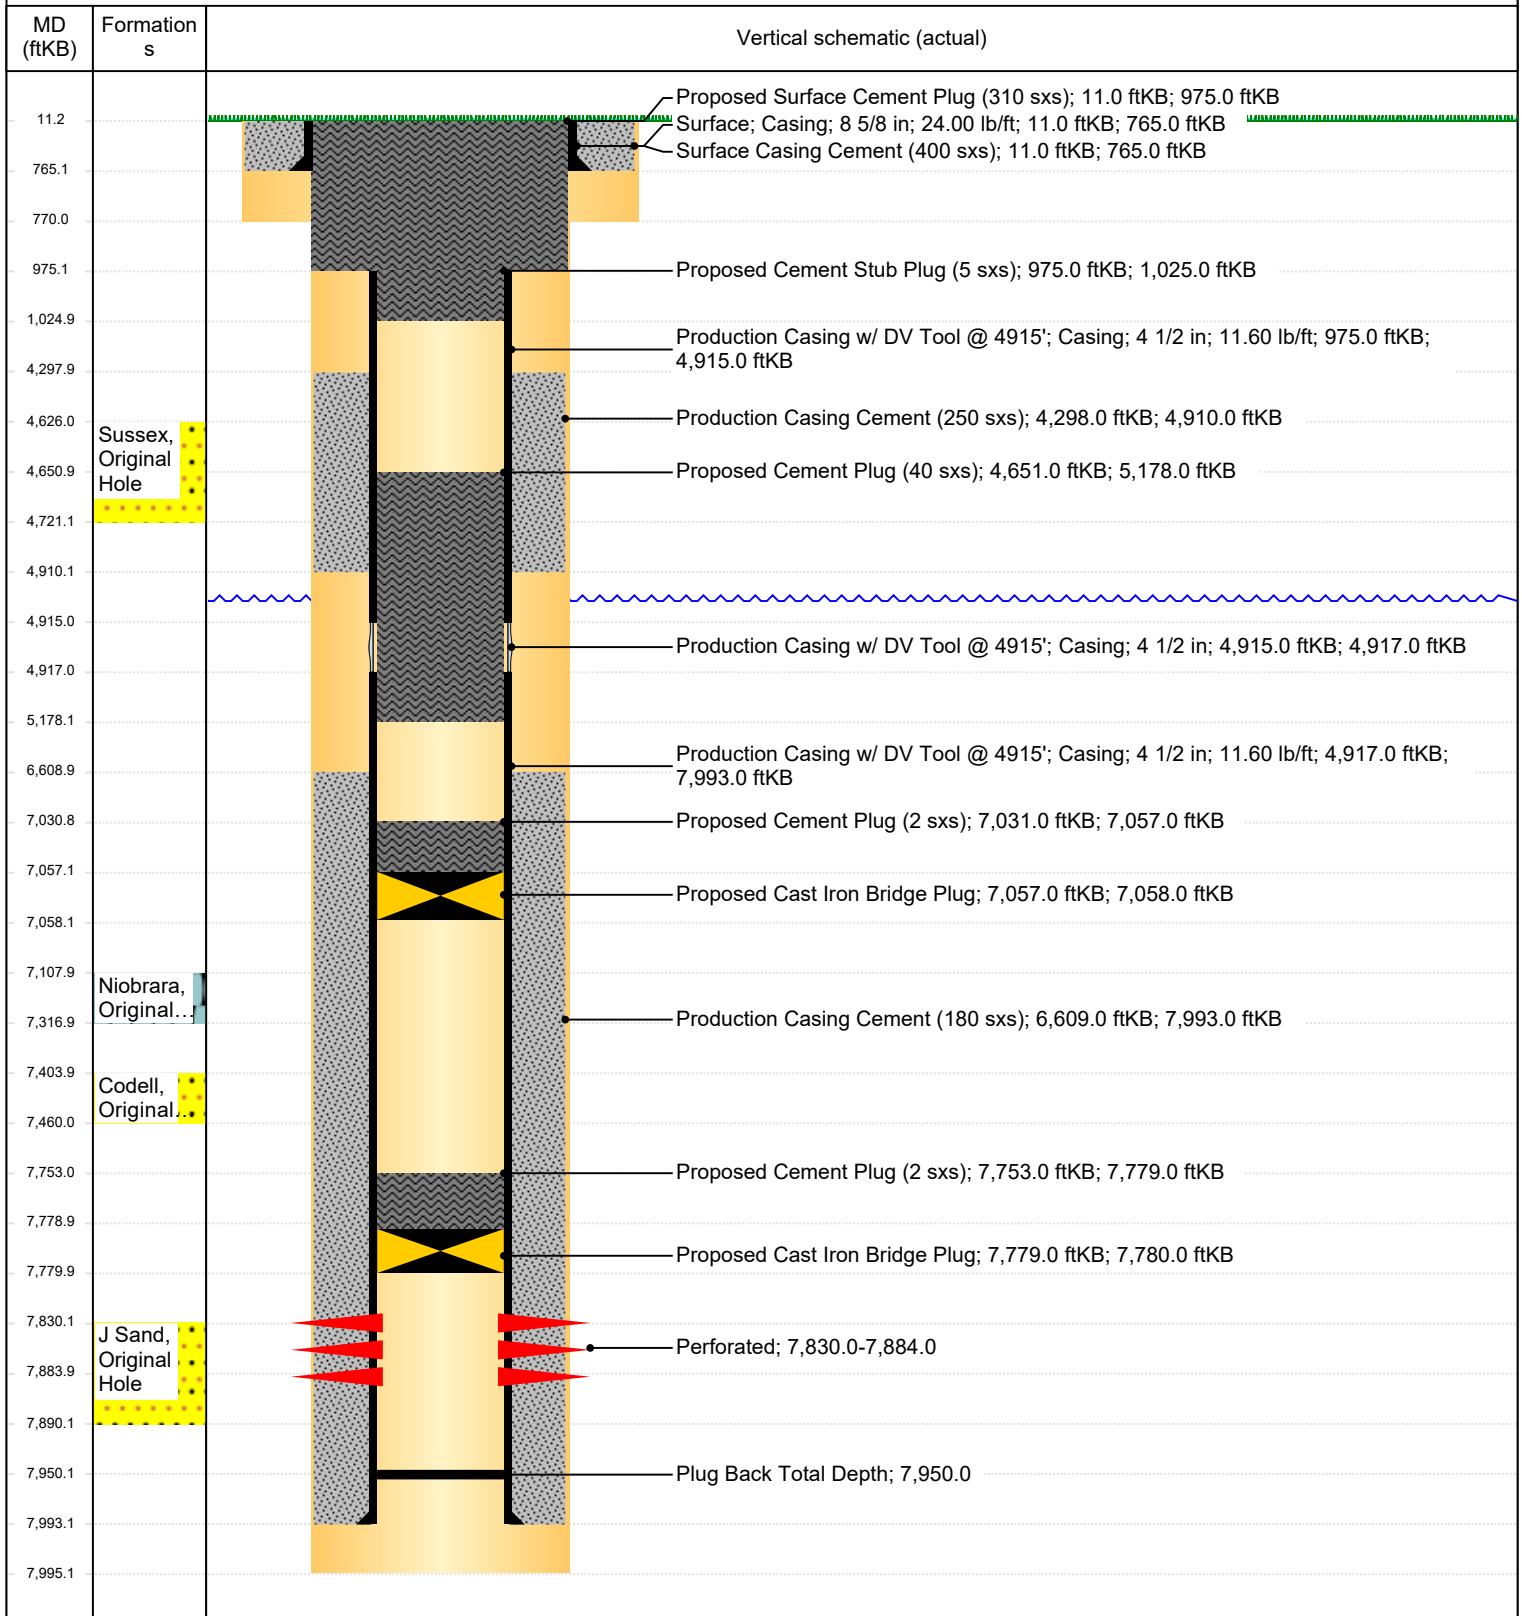 MD
(ftKB)
Formation
s
Vertical schematic (actual)
11.2
765.1
770.0
975.1
1,024.9
4,297.9
4,626.0
4,650.9
4,721.1
4,910.1
4,915.0
4,917.0
5,178.1
6,608.9
7,030.8
7,057.1
7,058.1
7,107.9
7,316.9
7,403.9
7,460.0
7,753.0
7,778.9
7,779.9
7,830.1
7,883.9
7,890.1
7,950.1
7,993.1
7,995.1
Sussex,
Original
Hole
Niobrara,
Original...
Codell,
Original...
J Sand,
Original
Hole
Proposed Surface Cement Plug (310 sxs); 11.0 ftKB; 975.0 ftKB
Surface; Casing; 8 5/8 in; 24.00 lb/ft; 11.0 ftKB; 765.0 ftKB
Surface Casing Cement (400 sxs); 11.0 ftKB; 765.0 ftKB
Proposed Cement Stub Plug (5 sxs); 975.0 ftKB; 1,025.0 ftKB
Production Casing w/ DV Tool @ 4915'; Casing; 4 1/2 in; 11.60 lb/ft; 975.0 ftKB;
4,915.0 ftKB
Production Casing Cement (250 sxs); 4,298.0 ftKB; 4,910.0 ftKB
Proposed Cement Plug (40 sxs); 4,651.0 ftKB; 5,178.0 ftKB
Production Casing w/ DV Tool @ 4915'; Casing; 4 1/2 in; 4,915.0 ftKB; 4,917.0 ftKB
Production Casing w/ DV Tool @ 4915'; Casing; 4 1/2 in; 11.60 lb/ft; 4,917.0 ftKB;
7,993.0 ftKB
Proposed Cement Plug (2 sxs); 7,031.0 ftKB; 7,057.0 ftKB
Proposed Cast Iron Bridge Plug; 7,057.0 ftKB; 7,058.0 ftKB
Production Casing Cement (180 sxs); 6,609.0 ftKB; 7,993.0 ftKB
Proposed Cement Plug (2 sxs); 7,753.0 ftKB; 7,779.0 ftKB
Proposed Cast Iron Bridge Plug; 7,779.0 ftKB; 7,780.0 ftKB
Perforated; 7,830.0-7,884.0
Plug Back Total Depth; 7,950.0